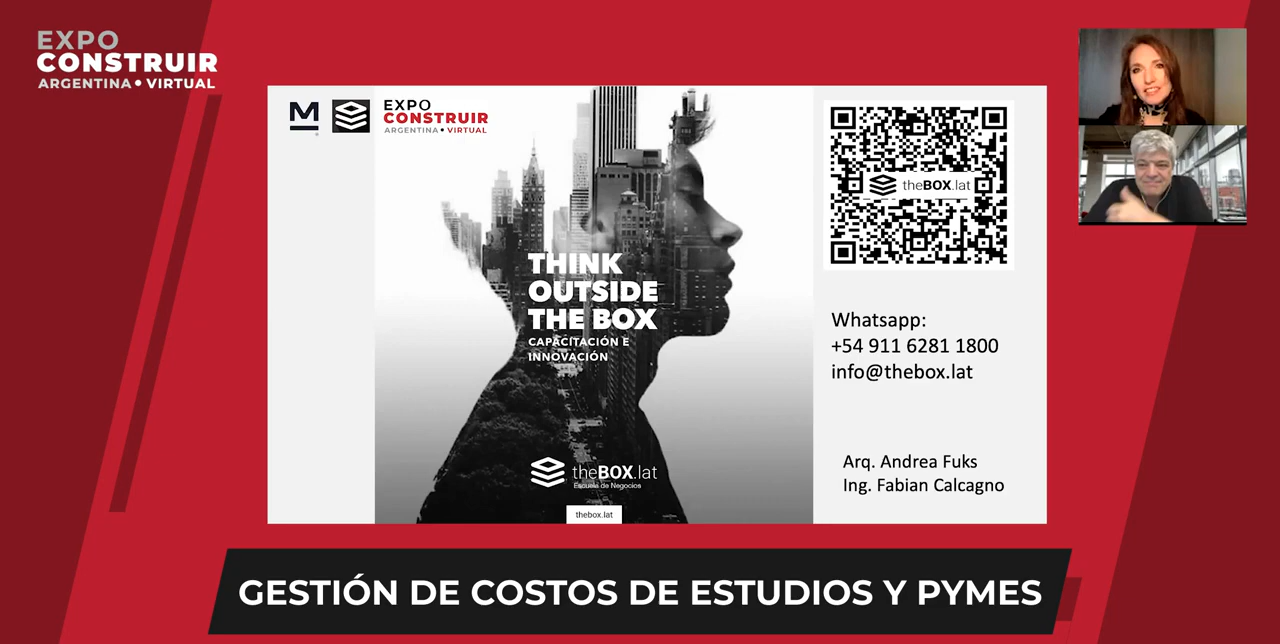 EXPO
CONSTRUIR
ARGENTINA • VIRTUAL
M
EXPO
CONSTRUIR
ARGENTINA • VIRTUAL
theBOX.lat
THINK
OUTSIDE
THE BOX
CAPACITACIÓN E
INNOVACIÓN
Whatsapp:
+54 911 6281 1800
info@thebox.lat
theBOX.lat
Escuela de Negocios
thebox.lat
Arq. Andrea Fuks
Ing. Fabian Calcagno
GESTIÓN DE COSTOS DE ESTUDIOS Y PYMES